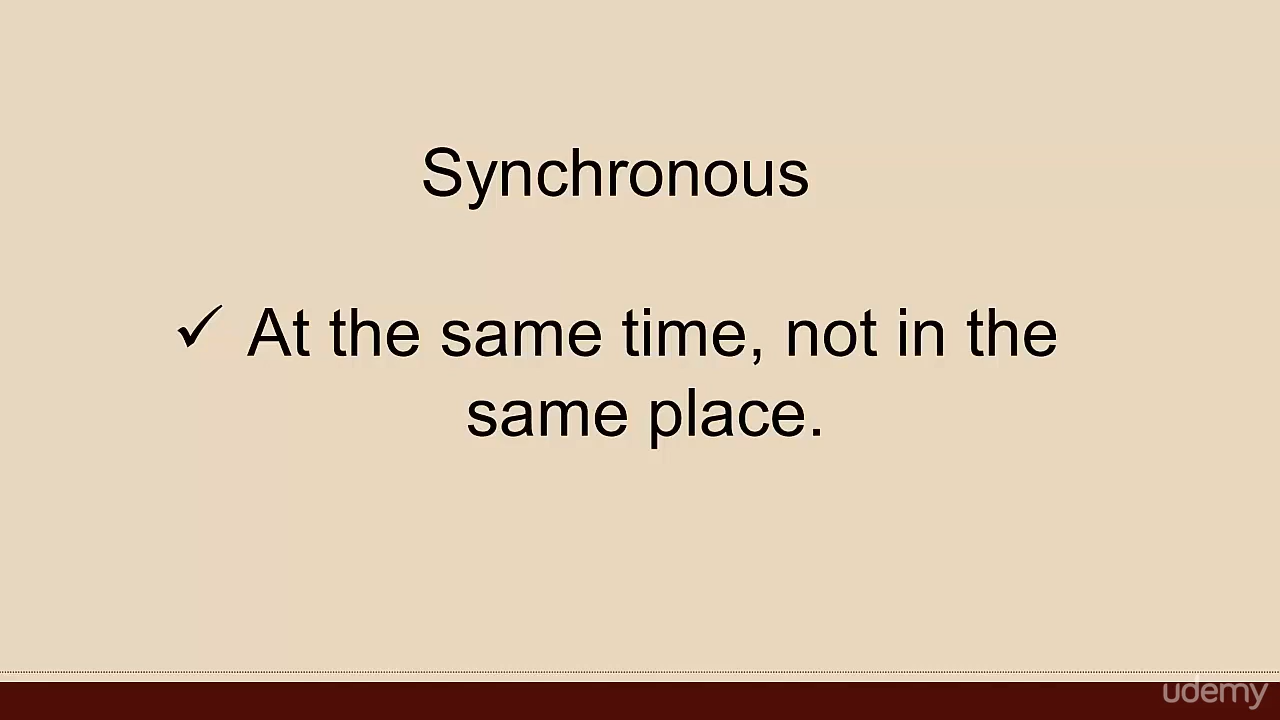 Synchronous
✓ At the same time, not in the
same place.
udemy